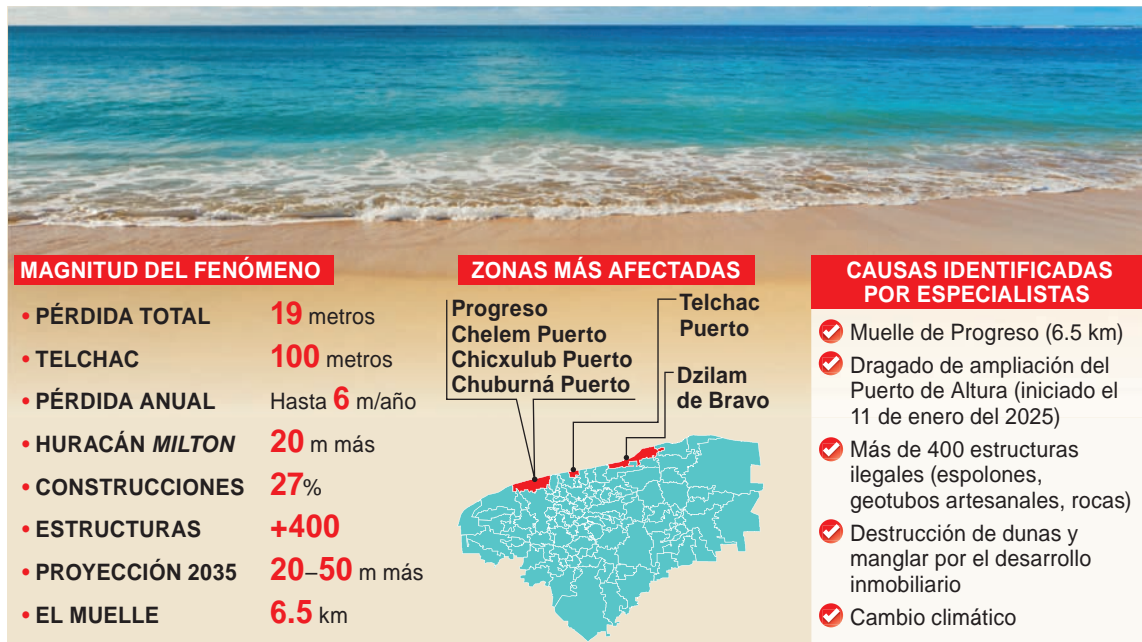 MAGNITUD DEL FENÓMENO
• PÉRDIDA TOTAL 19 metros
• TELCHAC 100 metros
• PÉRDIDA ANUAL Hasta 6 m/año
• HURACÁN MILTON 20 m más
• CONSTRUCCIONES 27%
• ESTRUCTURAS +400
• PROYECCIÓN 2035 20–50 m más
• EL MUELLE 6.5 km
ZONAS MÁS AFECTADAS
Progreso
Chelem Puerto
Chicxulub Puerto
Chuburná Puerto
Telchac
Puerto
Dzilam
de Bravo
CAUSAS IDENTIFICADAS
POR ESPECIALISTAS
Muelle de Progreso (6.5 km)
Dragado de ampliación del
Puerto de Altura (iniciado el
11 de enero del 2025)
Más de 400 estructuras
ilegales (espolones,
geotubos artesanales, rocas)
Destrucción de dunas y
manglar por el desarrollo
inmobiliario
Cambio climático